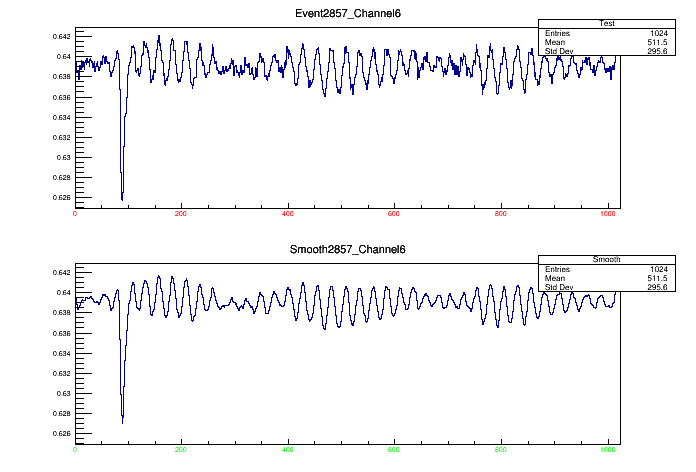 Event2857_Channel6
Test
Entries 1024
Mean 511.5
Std Dev 295.6
0.642
0.64
0.638
0.636
0.634
0.632
0.63
0.628
0.626
0 200 400 600 800 1000
Smooth2857_Channel6
Smooth
Entries 1024
Mean 511.5
Std Dev 295.6
0.642
0.64
0.638
0.636
0.634
0.632
0.63
0.628
0.626
0 200 400 600 800 1000